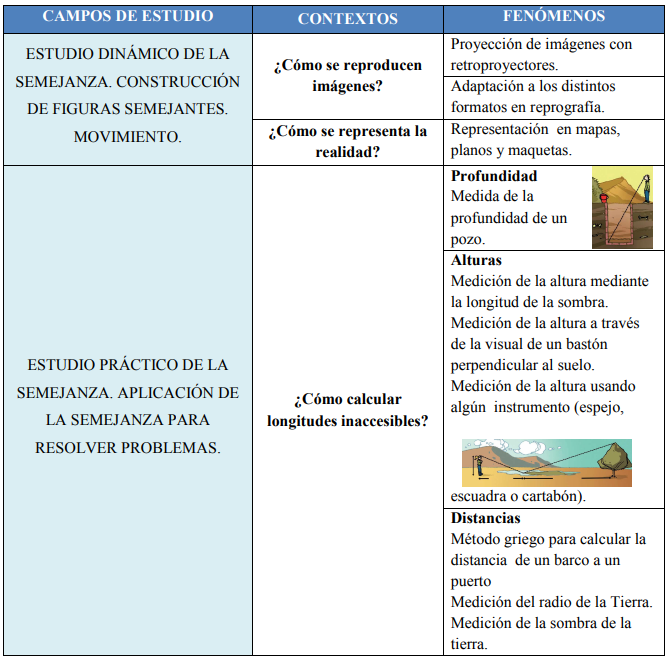 CAMPOS DE ESTUDIO
CONTEXTOS
FENÓMENOS
ESTUDIO DINÁMICO DE LA
SEMEJANZA. CONSTRUCCIÓN
DE FIGURAS SEMEJANTES.
MOVIMIENTO.
¿Cómo se reproducen
imágenes?
Proyección de imágenes con
retroproyectores.
Adaptación a los distintos
formatos en reprografía.
¿Cómo se representa la
realidad?
Representación en mapas,
planos y maquetas.
ESTUDIO PRÁCTICO DE LA
SEMEJANZA. APLICACIÓN DE
LA SEMEJANZA PARA
RESOLVER PROBLEMAS.
¿Cómo calcular
longitudes inaccesibles?
Profundidad
Medida de la
profundidad de un
pozo.
Alturas
Medición de la altura mediante
la longitud de la sombra.
Medición de la altura a través
de la visual de un bastón
perpendicular al suelo.
Medición de la altura usando
algún instrumento (espejo,
escuadra o cartabón).
Distancias
Método griego para calcular la
distancia de un barco a un
puerto
Medición del radio de la Tierra.
Medición de la sombra de la
tierra.